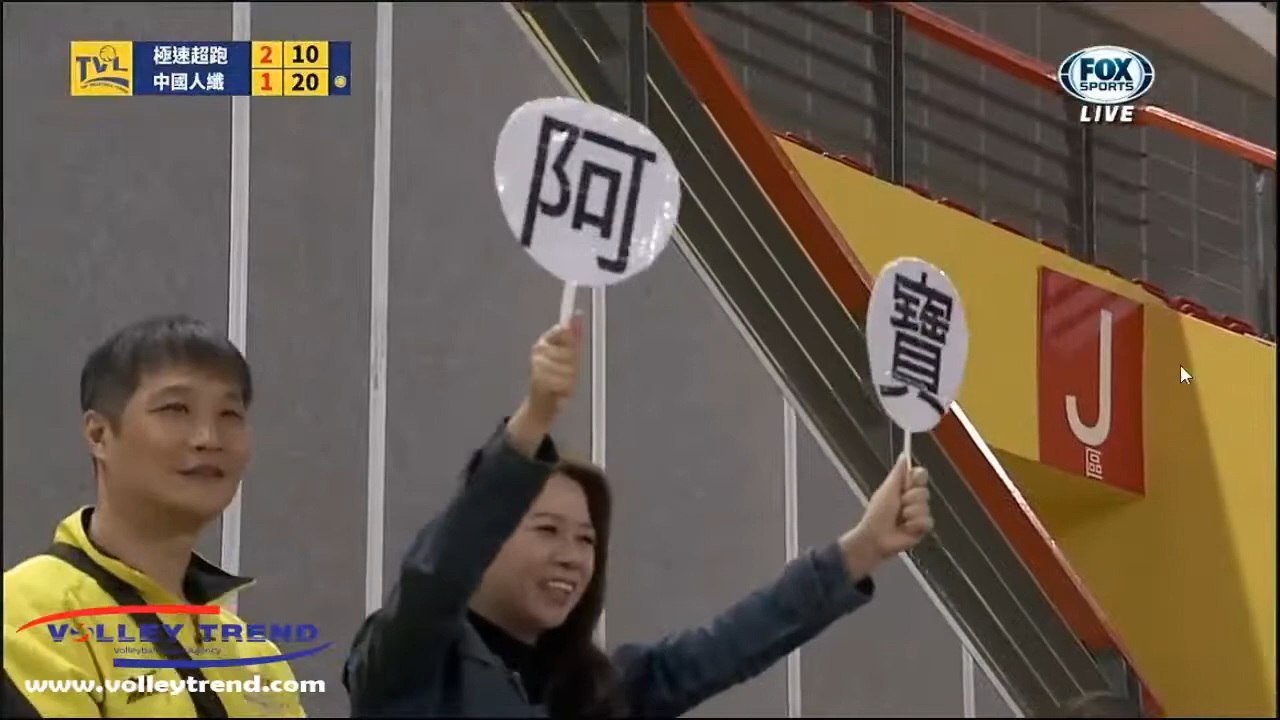 TVL
極速超跑 2 10
中國人纖 1 20
FOX
SPORTS
LIVE
阿
寶
J
區
VOLLEY TREND
www.volleytrend.com